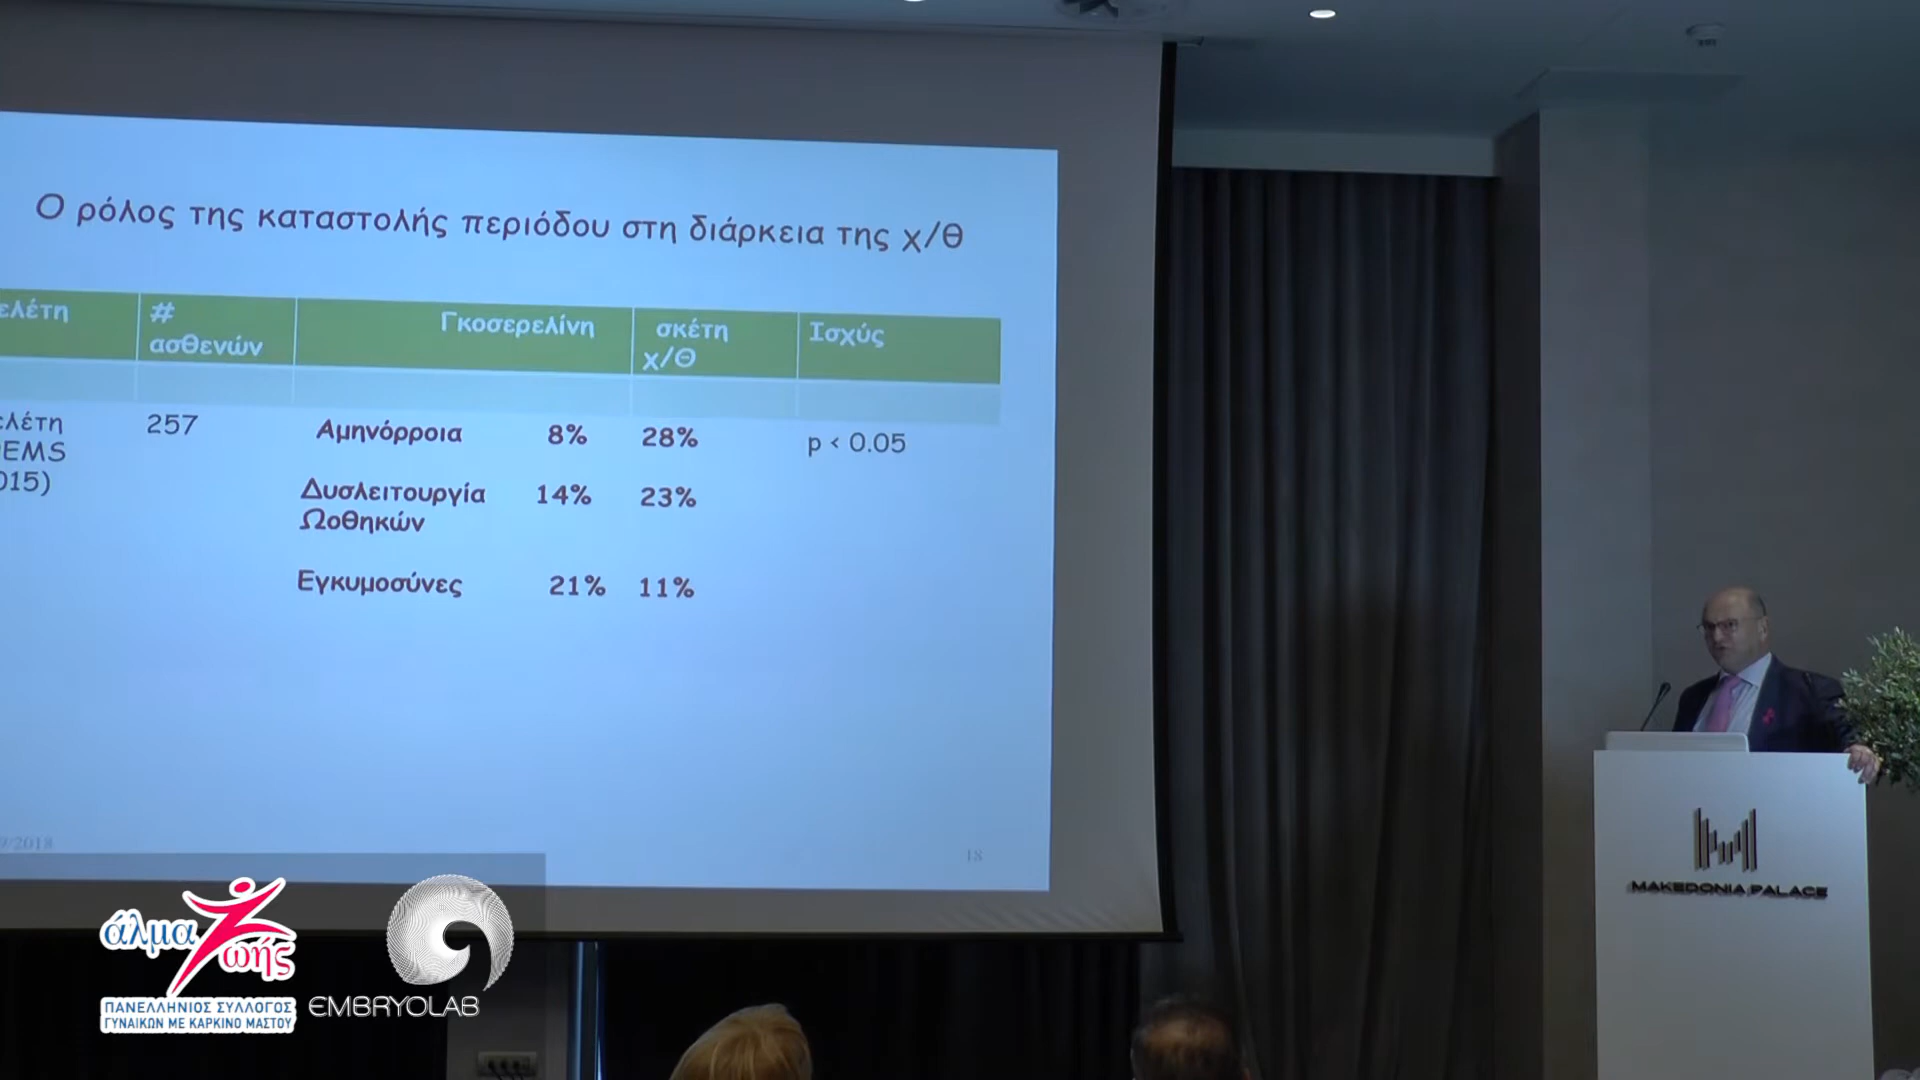 Ο ρόλος της καταστολής περιόδου στη διάρκεια της χ/θ
ελέτη
# ασθενών
Γκοσερελίνη
σκέτη χ/Θ
Ισχύς
ελέτη
EMS
015)
257
Αμηνόρροια 8% 28%
p < 0.05
Δυσλειτουργία Ωοθηκών 14% 23%
Εγκυμοσύνες 21% 11%
9/2018
18
άλμα ζωής
ΠΑΝΕΛΛΗΝΙΟΣ ΣΥΛΛΟΓΟΣ
ΓΥΝΑΙΚΩΝ ΜΕ ΚΑΡΚΙΝΟ ΜΑΣΤΟΥ
EMBRYOLAB
MAKEDONIA PALACE